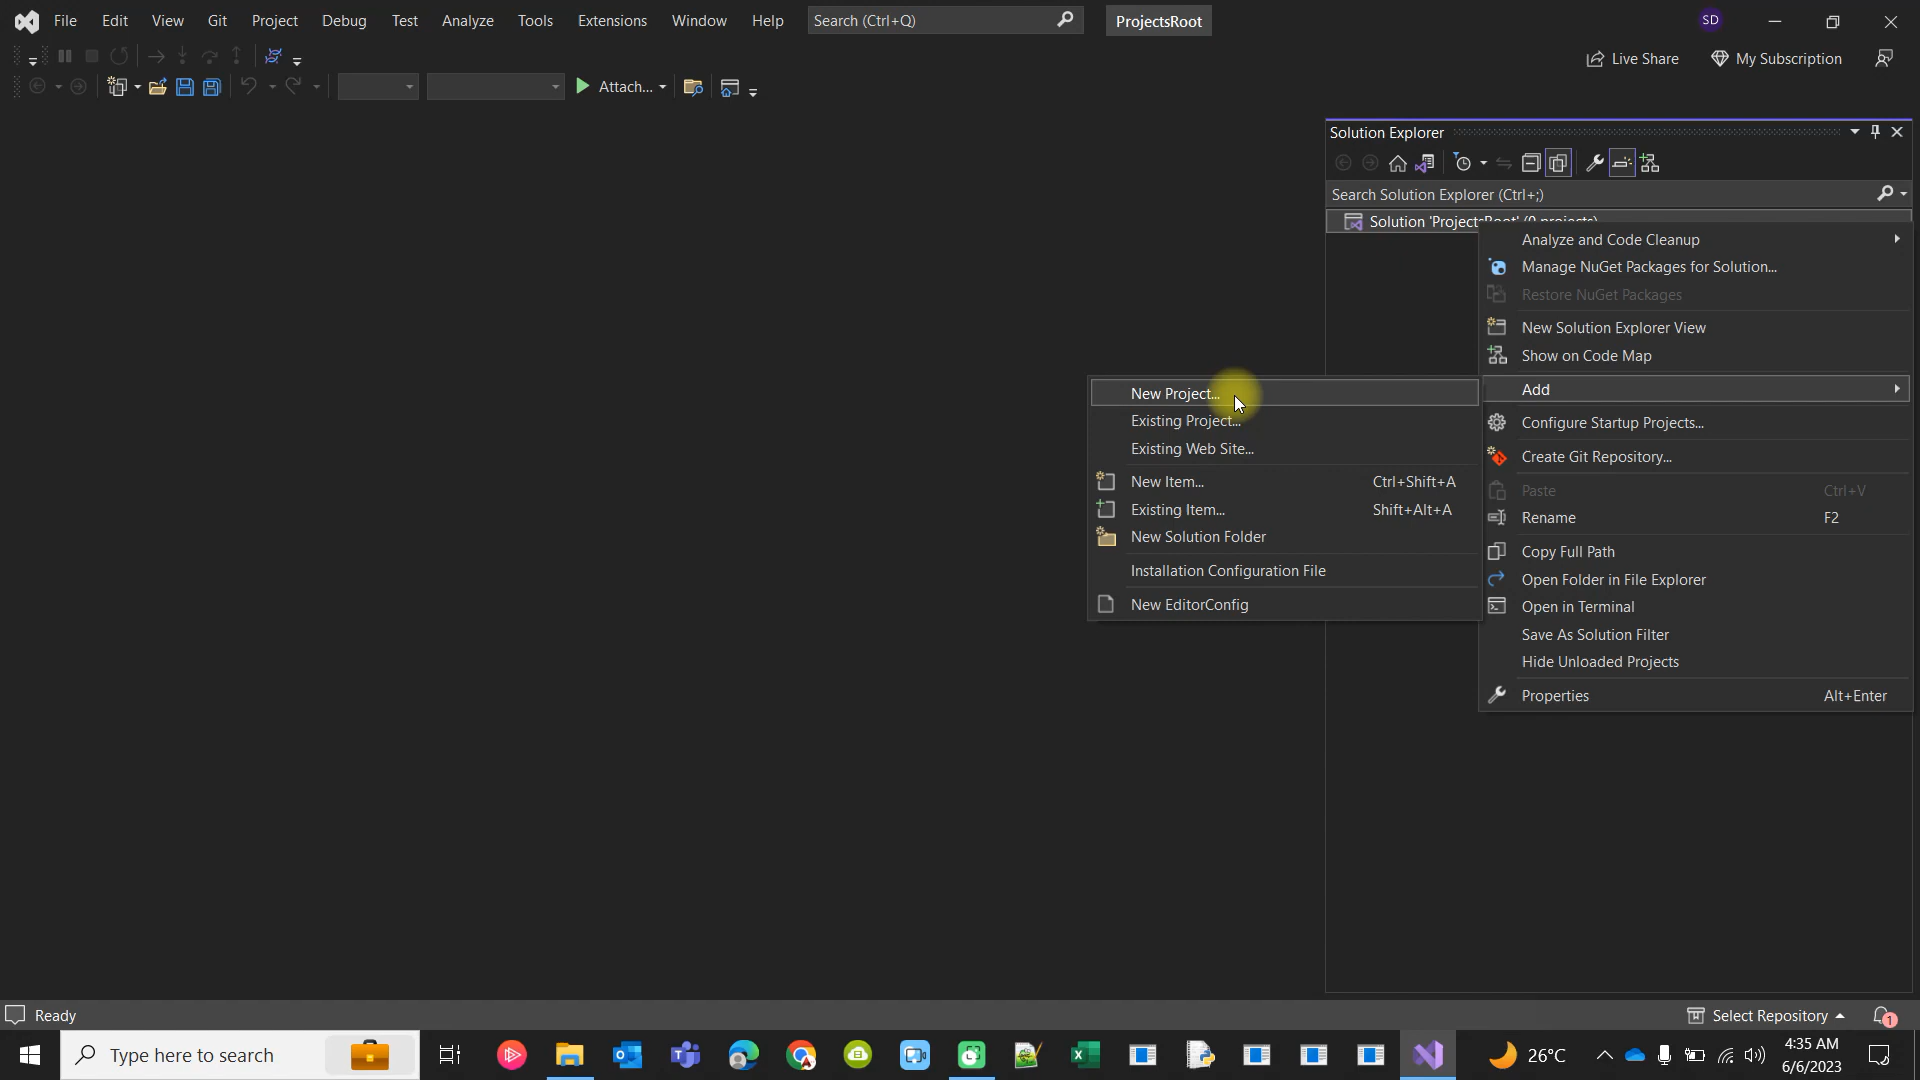 File Edit View Git Project Debug Test Analyze Tools Extensions Window Help Search (Ctrl+Q) ProjectsRoot SD
Live Share My Subscription
Attach...
Solution Explorer
Search Solution Explorer (Ctrl+;)
Solution 'ProjectsRoot' (0 projects)
Analyze and Code Cleanup
Manage NuGet Packages for Solution...
Restore NuGet Packages
New Solution Explorer View
Show on Code Map
Add
Configure Startup Projects...
Create Git Repository...
Paste Ctrl+V
Rename F2
Copy Full Path
Open Folder in File Explorer
Open in Terminal
Save As Solution Filter
Hide Unloaded Projects
Properties Alt+Enter
New Project...
Existing Project...
Existing Web Site...
New Item... Ctrl+Shift+A
Existing Item... Shift+Alt+A
New Solution Folder
Installation Configuration File
New EditorConfig
Ready Select Repository 1
Type here to search 26°C 4:35 AM
6/6/2023